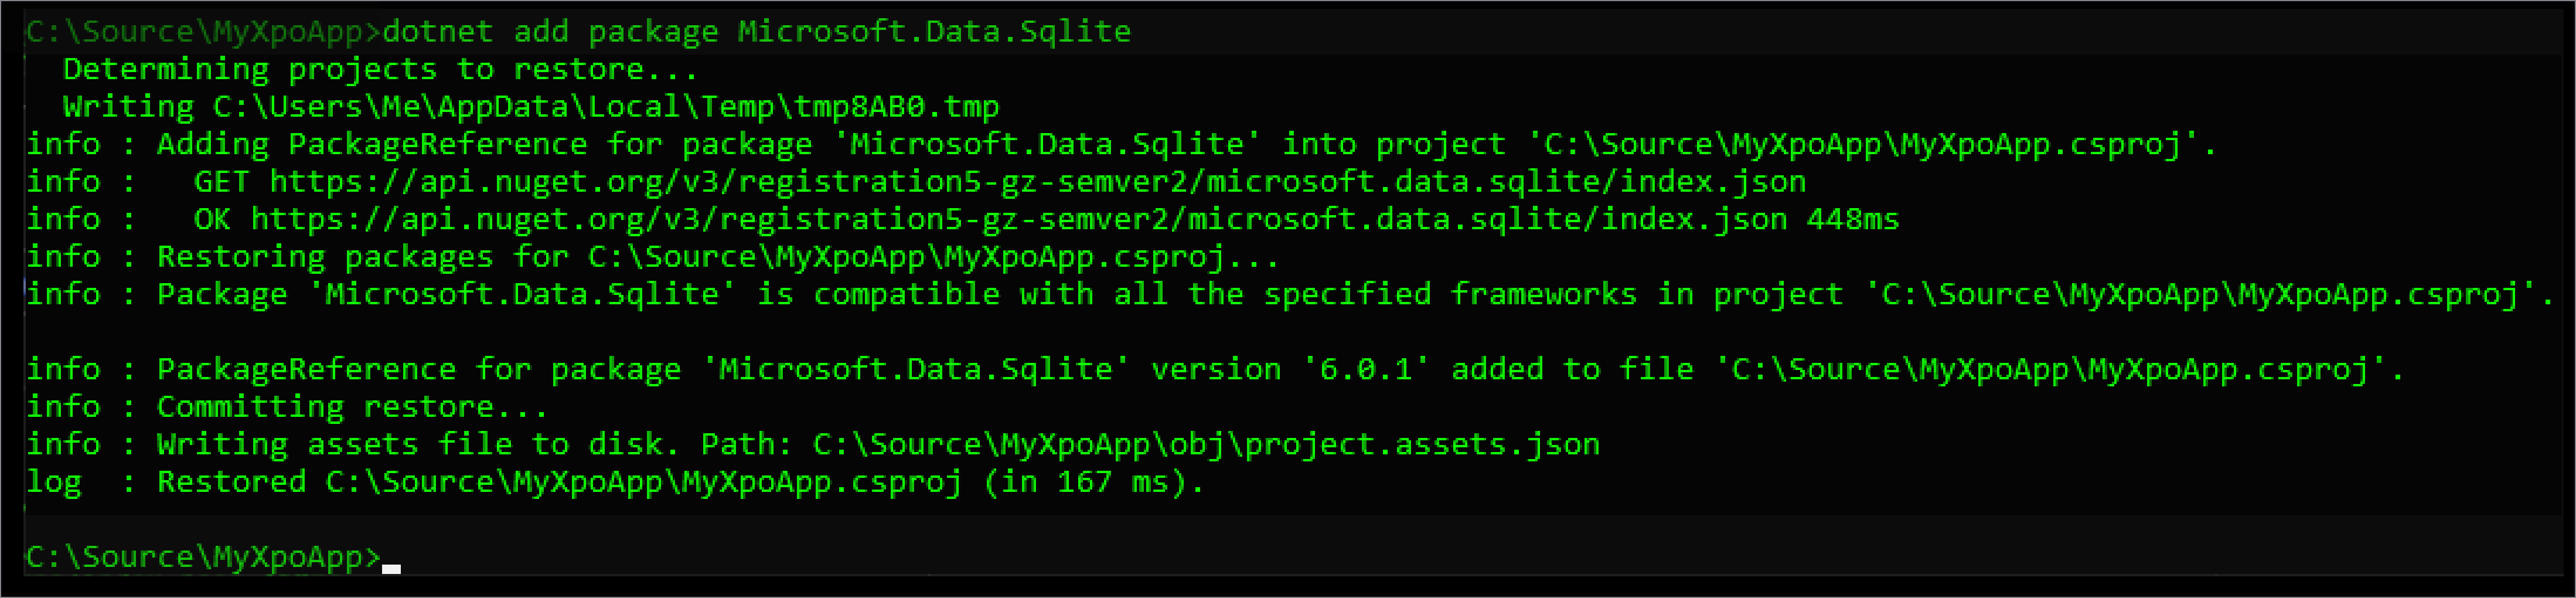 C:\Source\MyXpoApp>dotnet add package Microsoft.Data.Sqlite
  Determining projects to restore...
  Writing C:\Users\Me\AppData\Local\Temp\tmp8AB0.tmp
info : Adding PackageReference for package 'Microsoft.Data.Sqlite' into project 'C:\Source\MyXpoApp\MyXpoApp.csproj'.
info :   GET https://api.nuget.org/v3/registration5-gz-semver2/microsoft.data.sqlite/index.json
info :   OK https://api.nuget.org/v3/registration5-gz-semver2/microsoft.data.sqlite/index.json 448ms
info : Restoring packages for C:\Source\MyXpoApp\MyXpoApp.csproj...
info : Package 'Microsoft.Data.Sqlite' is compatible with all the specified frameworks in project 'C:\Source\MyXpoApp\MyXpoApp.csproj'.
info : PackageReference for package 'Microsoft.Data.Sqlite' version '6.0.1' added to file 'C:\Source\MyXpoApp\MyXpoApp.csproj'.
info : Committing restore...
info : Writing assets file to disk. Path: C:\Source\MyXpoApp\obj\project.assets.json
log  : Restored C:\Source\MyXpoApp\MyXpoApp.csproj (in 167 ms).
C:\Source\MyXpoApp>